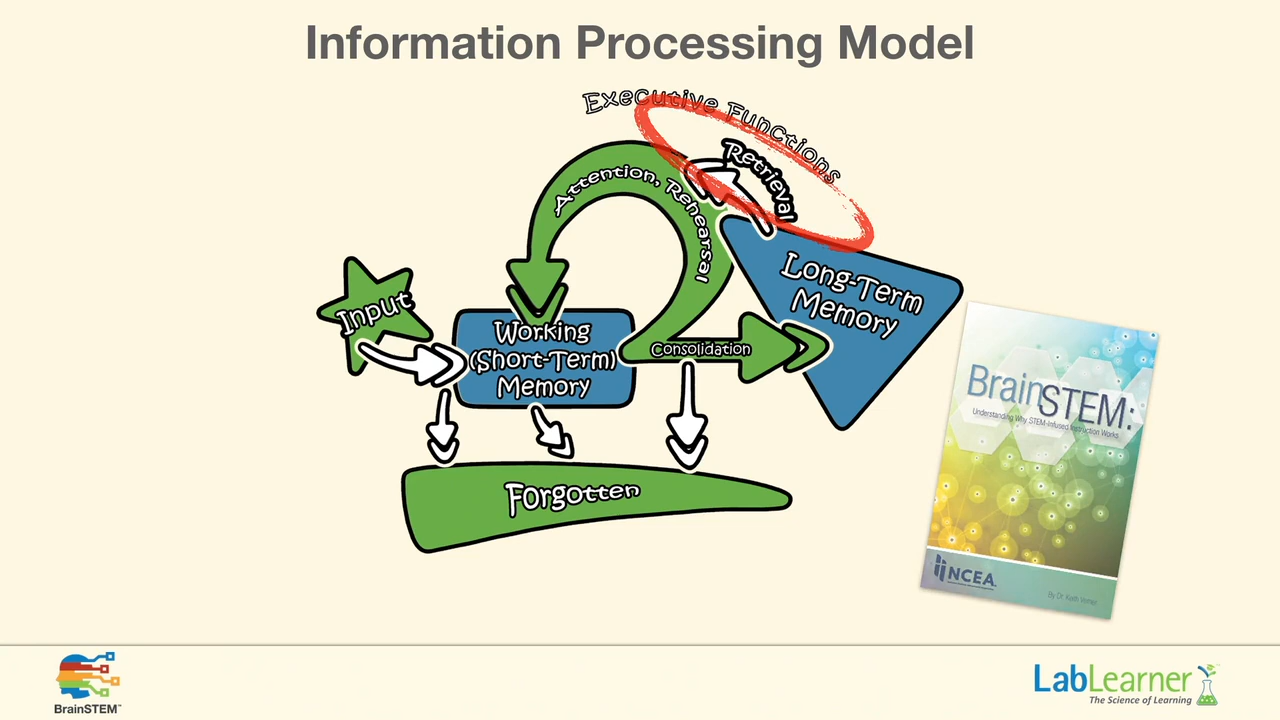 Information Processing Model
Executive Functions
Retrieval
Attention, Rehearsal
Long-Term
Memory
Input
Working
(Short-Term)
Memory
Consolidation
Forgotten
BrainSTEM:
Understanding Why STEM-Infused Instruction Works
NCEA
By Dr. Keith Verner
BrainSTEM™
LabLearner
The Science of Learning